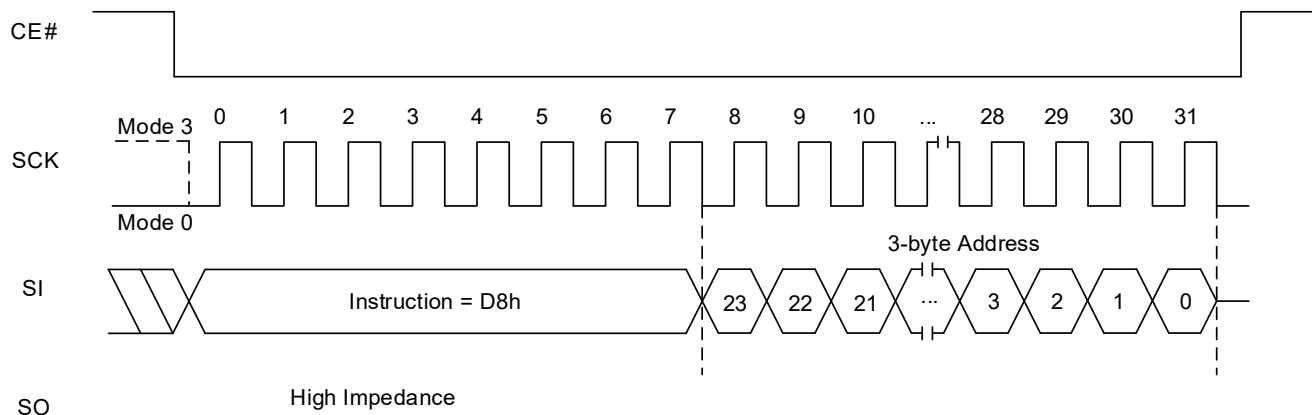 CE#
0 1 2 3 4 5 6 7 8 9 10 ... 28 29 30 31
Mode 3
SCK
Mode 0
3-byte Address
SI
Instruction = D8h 23 22 21 ... 3 2 1 0
High Impedance
SO